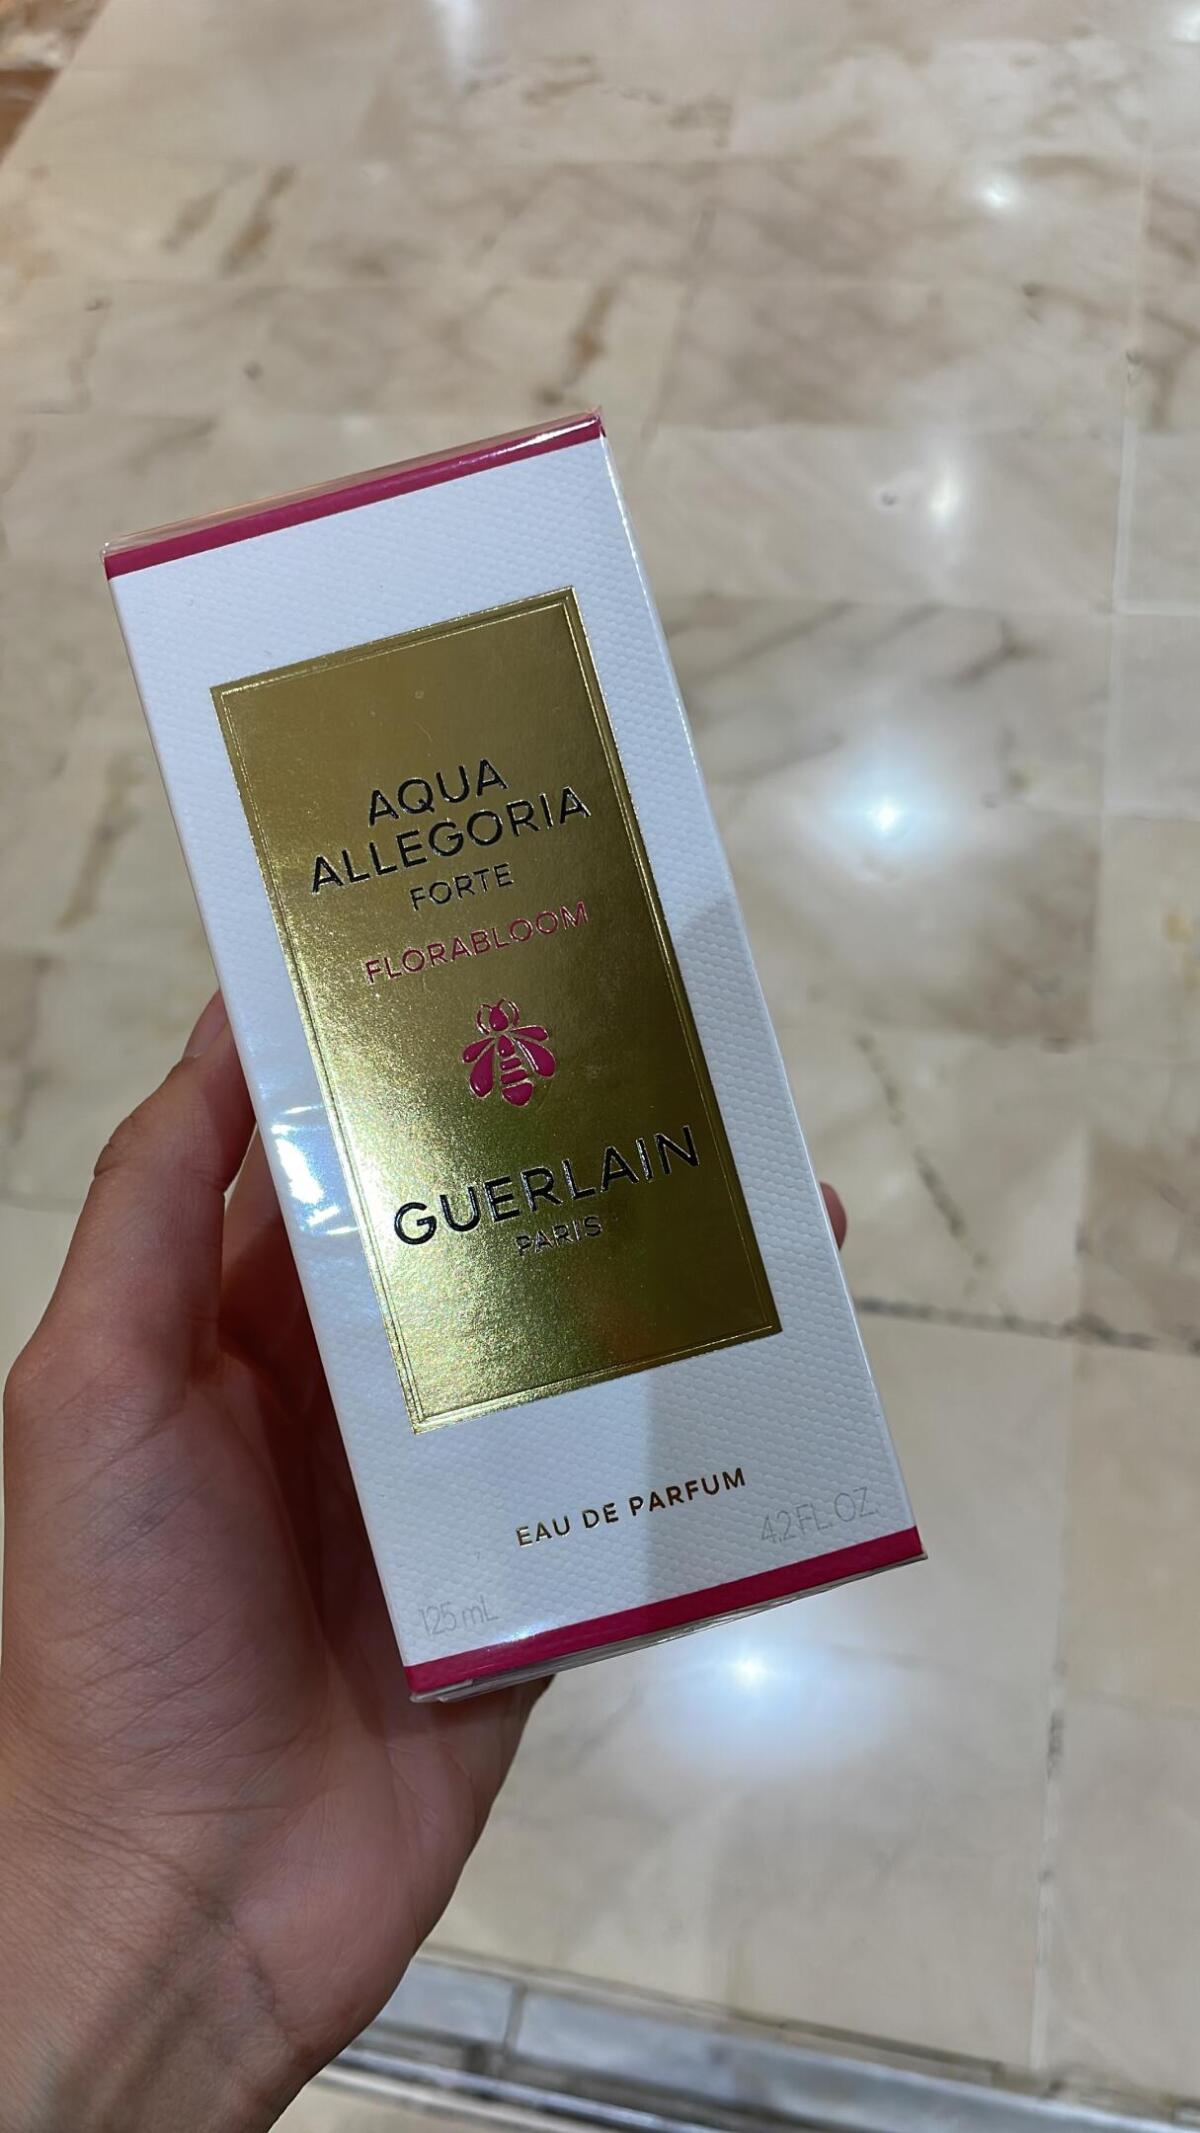 AQUA
ALLEGORIA
FORTE
FLORABLOOM
GUERLAIN
PARIS
EAU DE PARFUM
125 mL
4.2 FL. OZ.